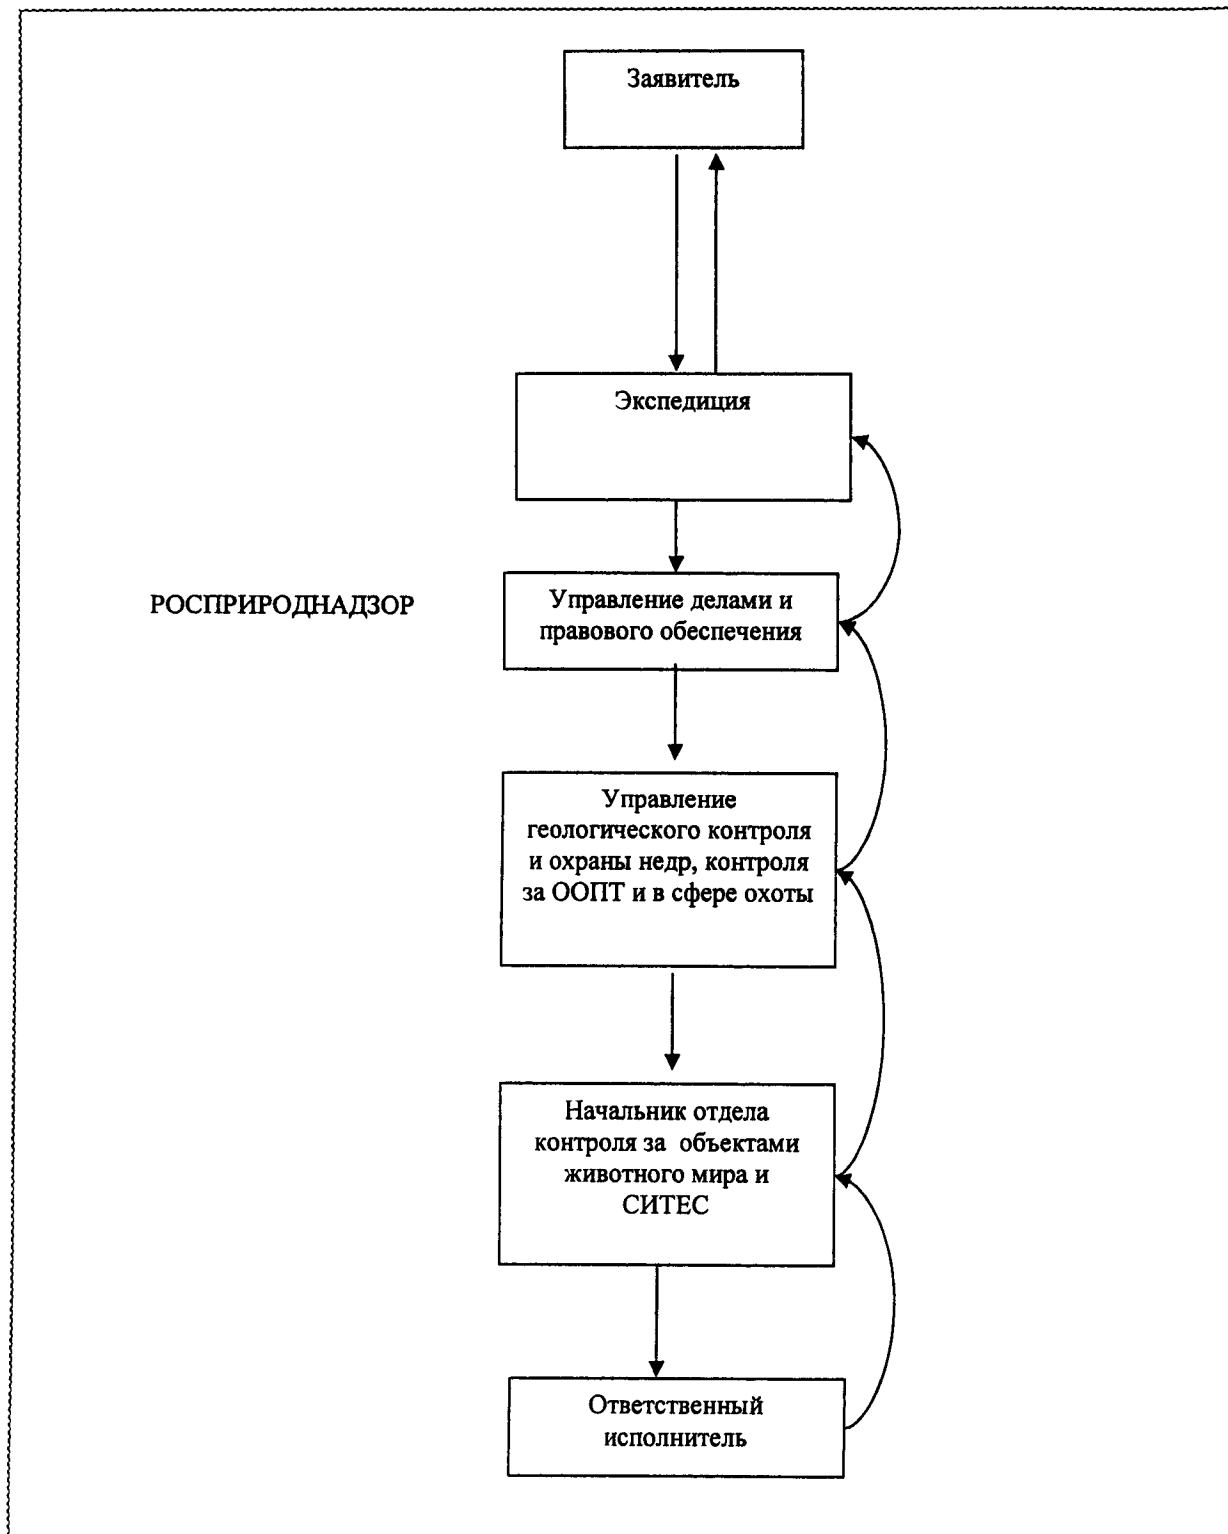 Заявитель
Экспедиция
РОСПРИРОДНАДЗОР
Управление делами и
правового обеспечения
Управление
геологического контроля
и охраны недр, контроля
за ООПТ и в сфере охоты
Начальник отдела
контроля за объектами
животного мира и
СИТЕС
Ответственный
исполнитель